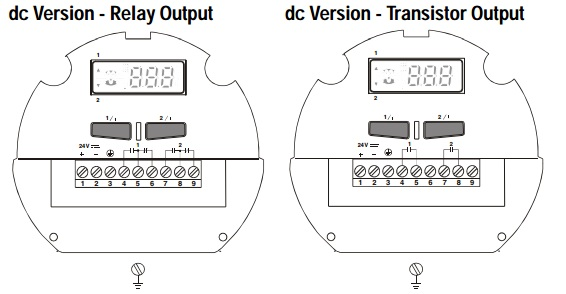 dc Version - Relay Output
1
888
2
1/ı 2/ı
24V 1 2
+ −
1 2 3 4 5 6 7 8 9
dc Version - Transistor Output
1
888
2
1/ı 2/ı
24V 1 2
+ −
1 2 3 4 5 6 7 8 9